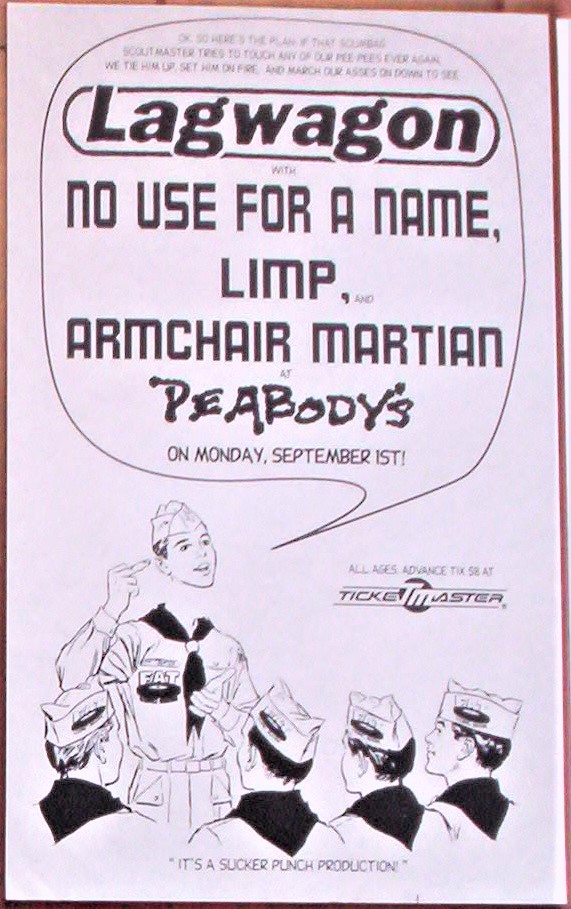 OK, SO HERE'S THE PLAN: IF THAT SCUMBAG
SCOUTMASTER TRIES TO TOUCH ANY OF OUR PEE-PEES EVER AGAIN,
WE TIE HIM UP, SET HIM ON FIRE, AND MARCH OUR ASSES ON DOWN TO SEE
Lagwagon
WITH
NO USE FOR A NAME,
LIMP, AND
ARMCHAIR MARTIAN
AT
PEABODY'S
ON MONDAY, SEPTEMBER 1ST!
ALL AGES. ADVANCE TIX $8 AT
TICKETMASTER®
FAT
"IT'S A SUCKER PUNCH PRODUCTION!"